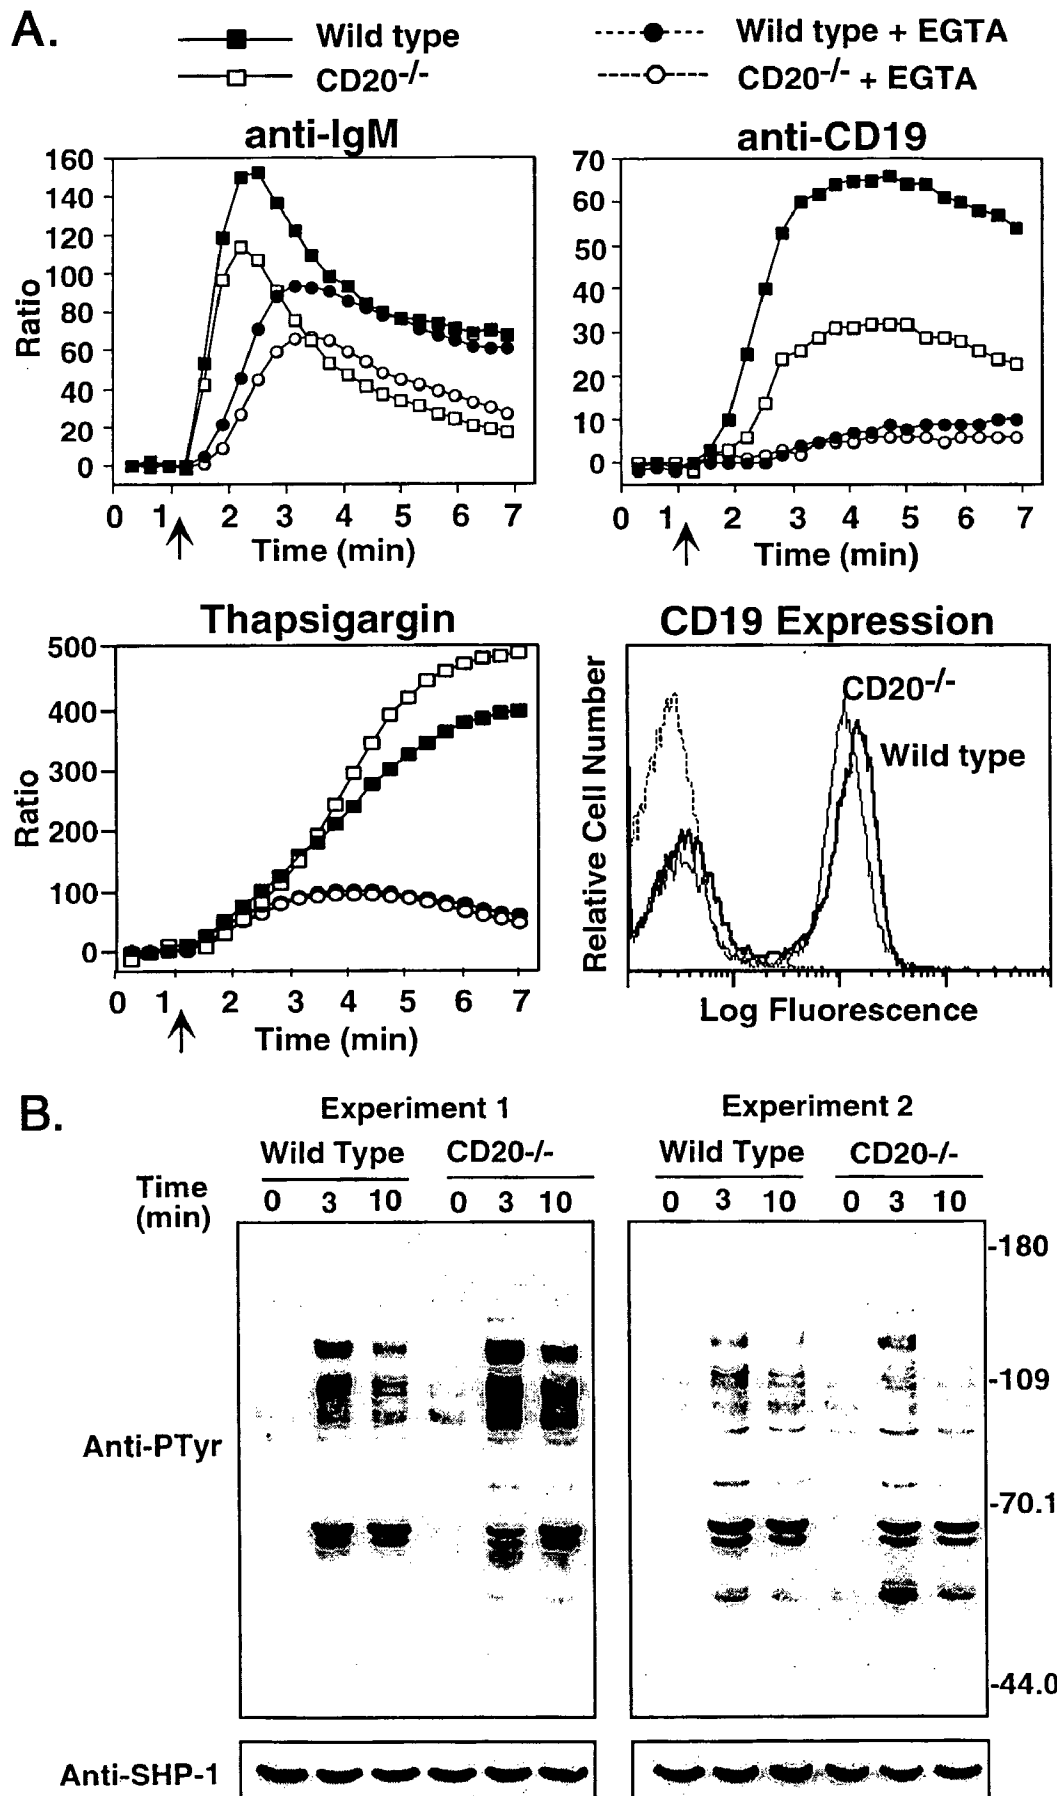 A.
Wild type
CD20-/-
Wild type + EGTA
CD20-/- + EGTA
anti-IgM
160
140
120
100
80
60
40
20
0
Ratio
0 1 2 3 4 5 6 7
Time (min)
anti-CD19
70
60
50
40
30
20
10
0
0 1 2 3 4 5 6 7
Time (min)
Thapsigargin
500
400
300
200
100
0
Ratio
0 1 2 3 4 5 6 7
Time (min)
CD19 Expression
Relative Cell Number
CD20-/-
Wild type
Log Fluorescence
B.
Experiment 1
Experiment 2
Wild Type CD20-/-
Wild Type CD20-/-
Time
(min)
0 3 10 0 3 10
0 3 10 0 3 10
-180
-109
Anti-PTyr
-70.1
-44.0
Anti-SHP-1